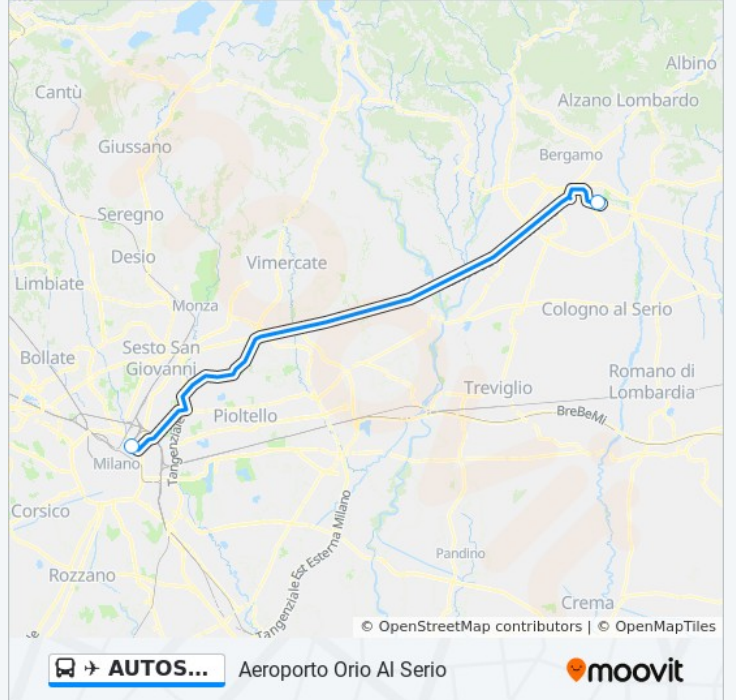 Albino
Cantù
Alzano Lombardo
Giussano
Bergamo
Seregno
Desio
Vimercate
Limbiate
Monza
Cologno al Serio
Sesto San
Giovanni
Bollate
Romano di
Lombardia
Treviglio
Pioltello
BreBeMi
Tangenziale
Milano
Corsico
Tangenziale Est Esterna Milano
Pandino
Rozzano
Crema
© OpenStreetMap contributors | © OpenMapTiles
AUTOS...
Aeroporto Orio Al Serio
moovit